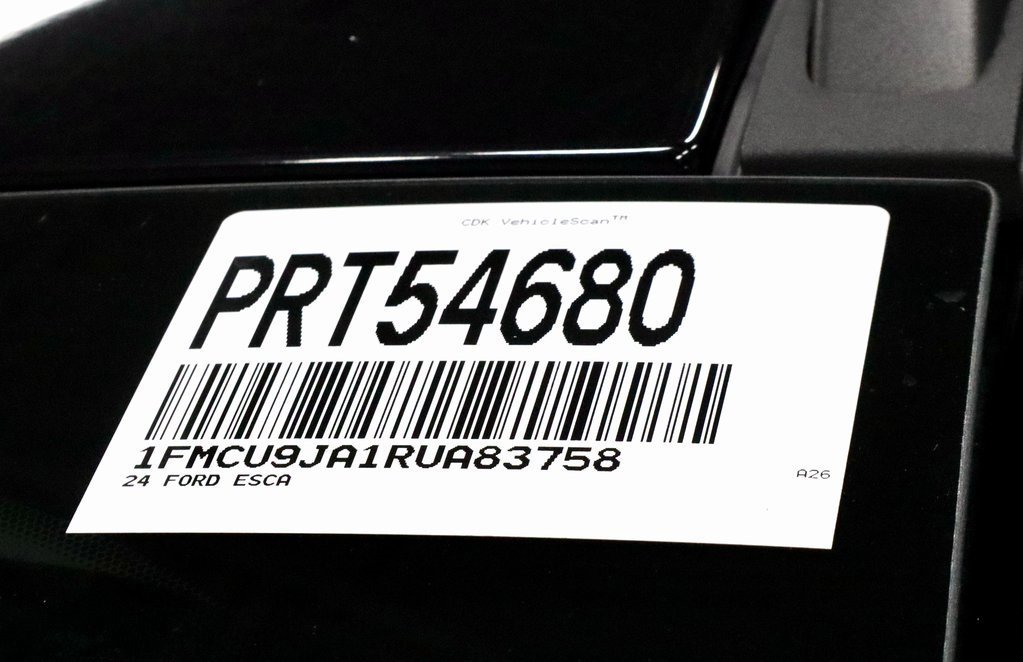 CDK VehicleScan™
PRT54680
1FMCU9JA1RUA83758
24 FORD ESCA
A26